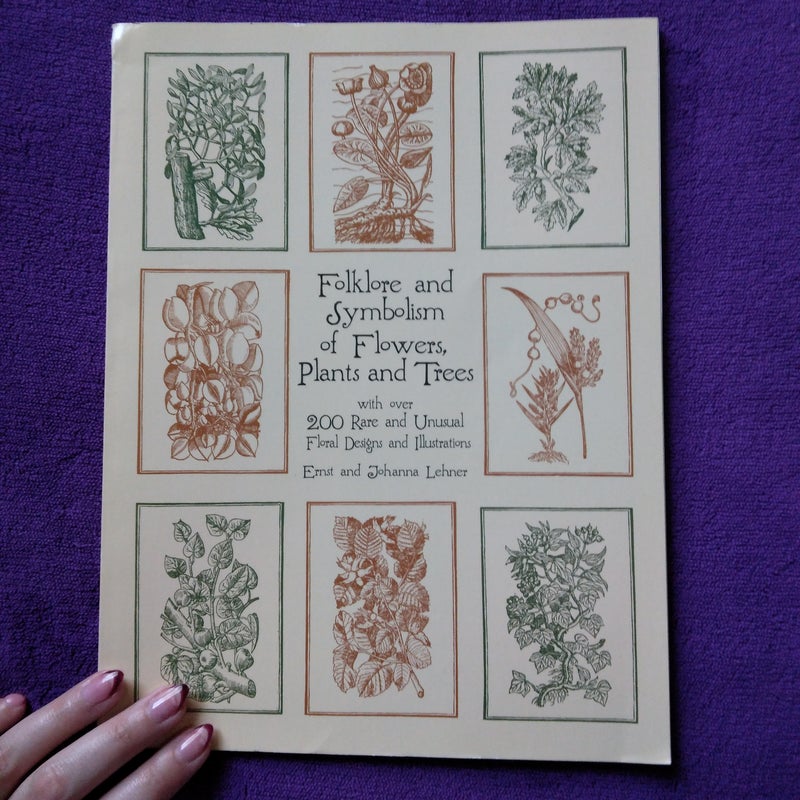 Folklore and
Symbolism
of Flowers,
Plants and Trees
with over
200 Rare and Unusual
Floral Designs and Illustrations
Ernst and Johanna Lehner